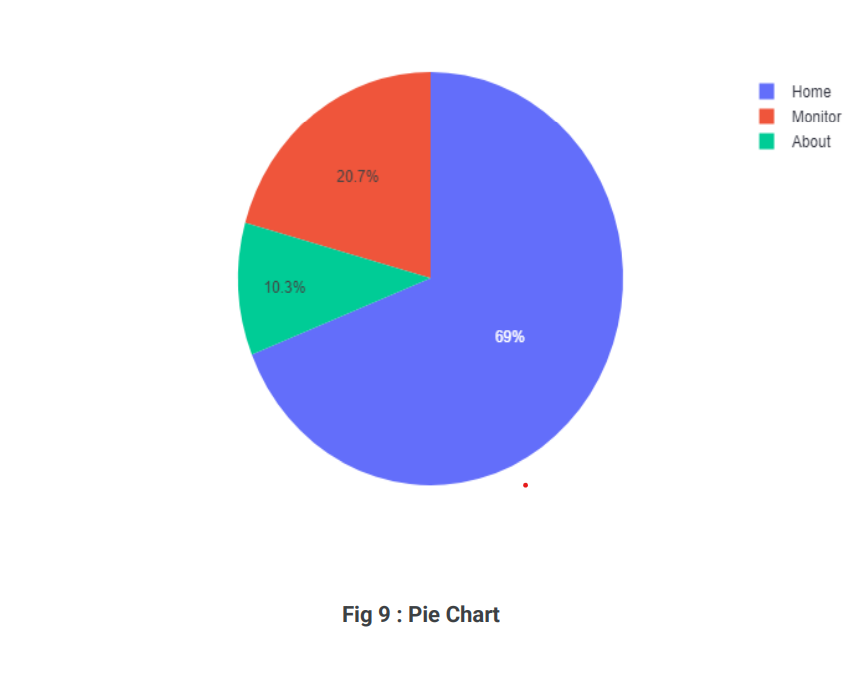 Home
Monitor
About
20.7%
10.3%
69%
Fig 9 : Pie Chart